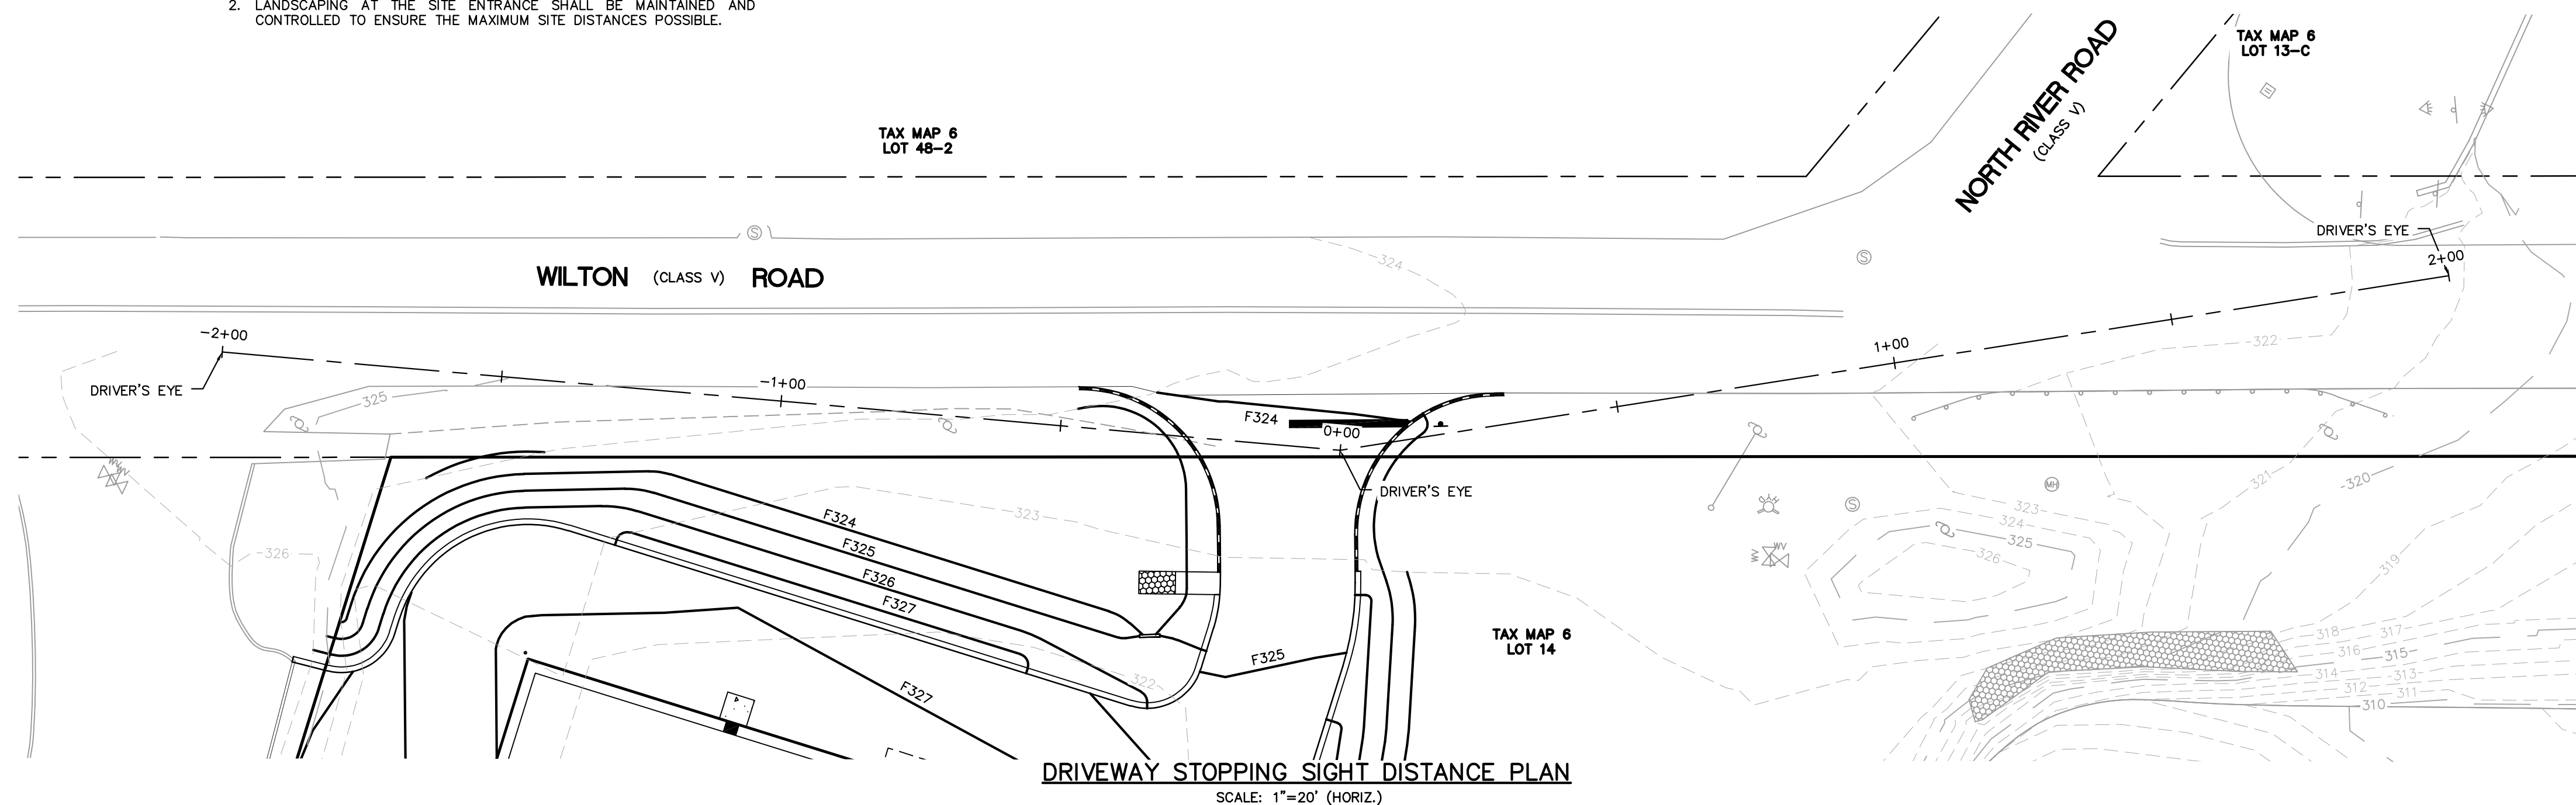 2. LANDSCAPING AT THE SITE ENTRANCE SHALL BE MAINTAINED AND
CONTROLLED TO ENSURE THE MAXIMUM SITE DISTANCES POSSIBLE.
TAX MAP 6
LOT 13-C
NORTH RIVER ROAD
(CLASS V)
TAX MAP 6
LOT 48-2
S
S
DRIVER'S EYE
2+00
324
WILTON (CLASS V) ROAD
-2+00
1+00
322
DRIVER'S EYE
-1+00
325
F324
0+00
DRIVER'S EYE
WV
WV
MH
S
321
-320
323
324
325
326
WV
WV
319
326
323
F324
F325
F326
F327
TAX MAP 6
LOT 14
F325
322
F327
318
317
316
315
314
313
312
311
310
DRIVEWAY STOPPING SIGHT DISTANCE PLAN
SCALE: 1"=20' (HORIZ.)